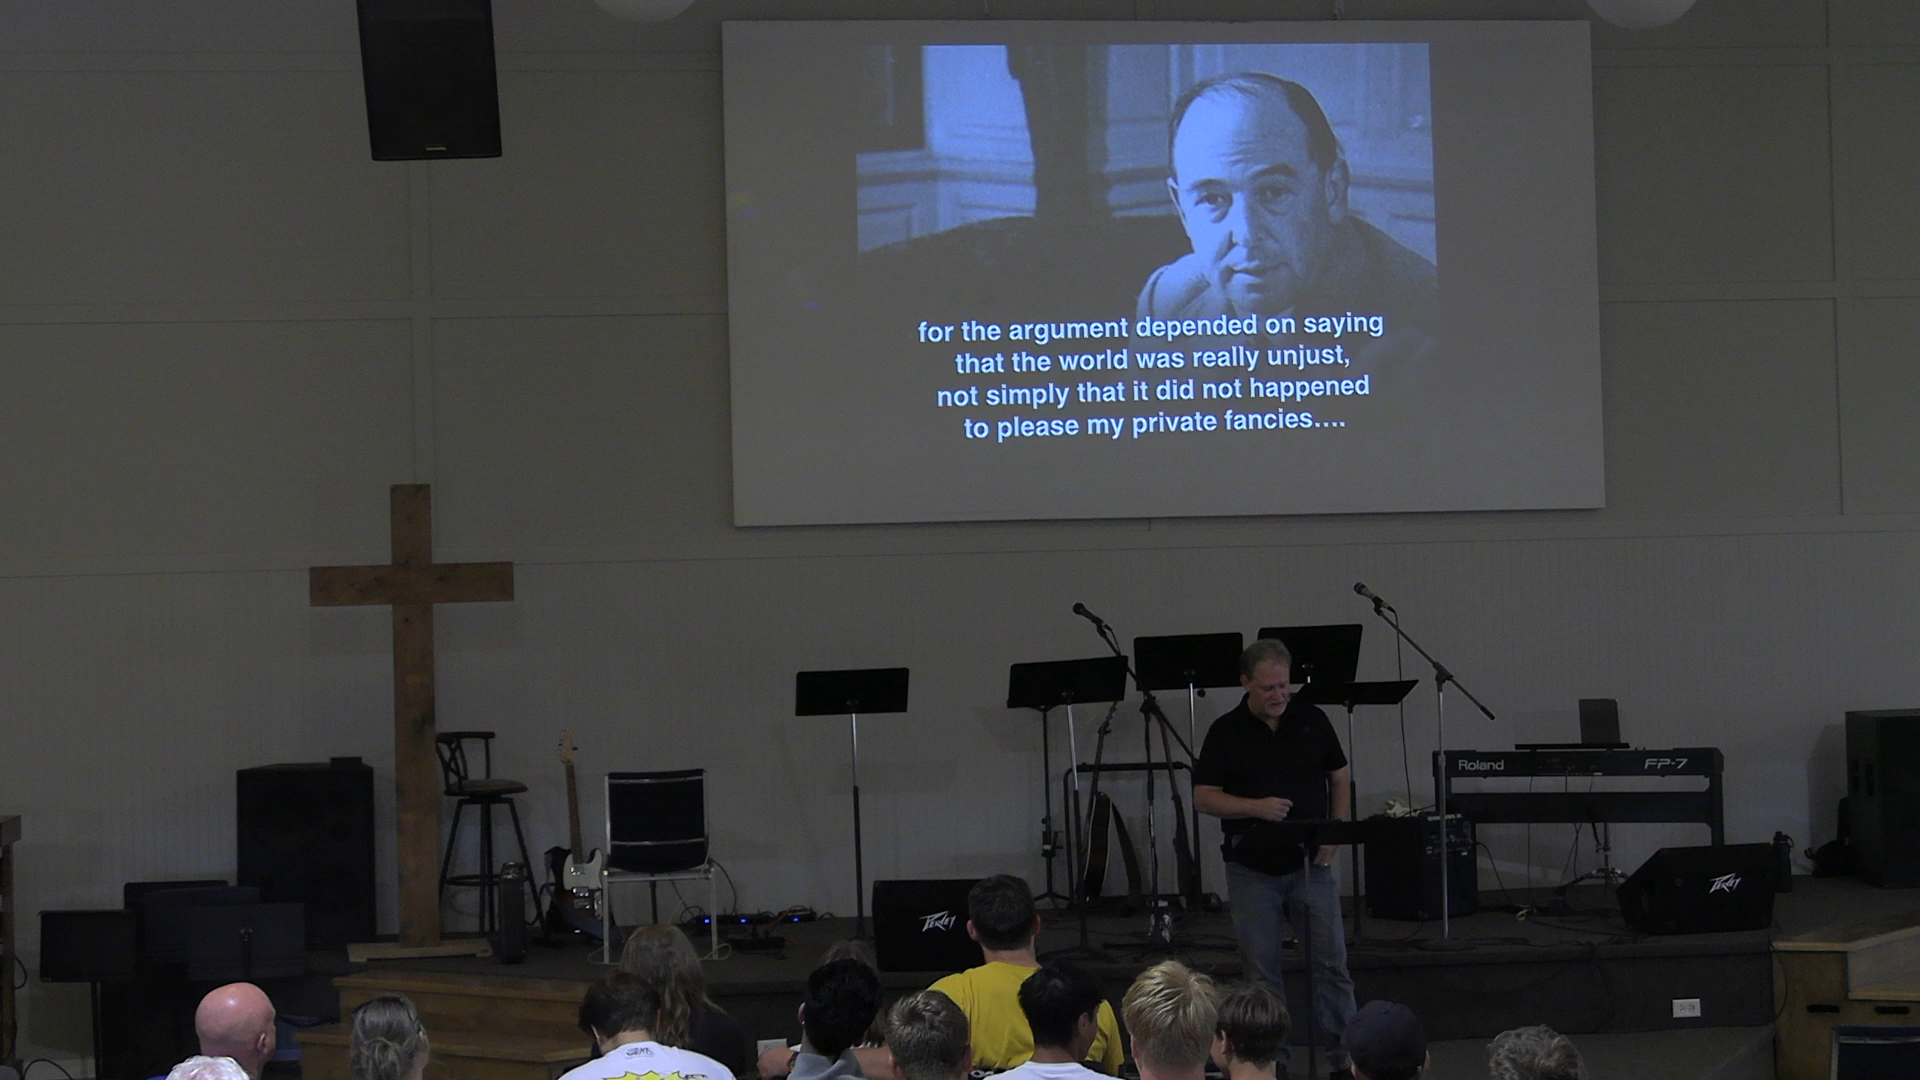 for the argument depended on saying
that the world was really unjust,
not simply that it did not happened
to please my private fancies....
Roland FP-7
PEAVEY
PEAVEY